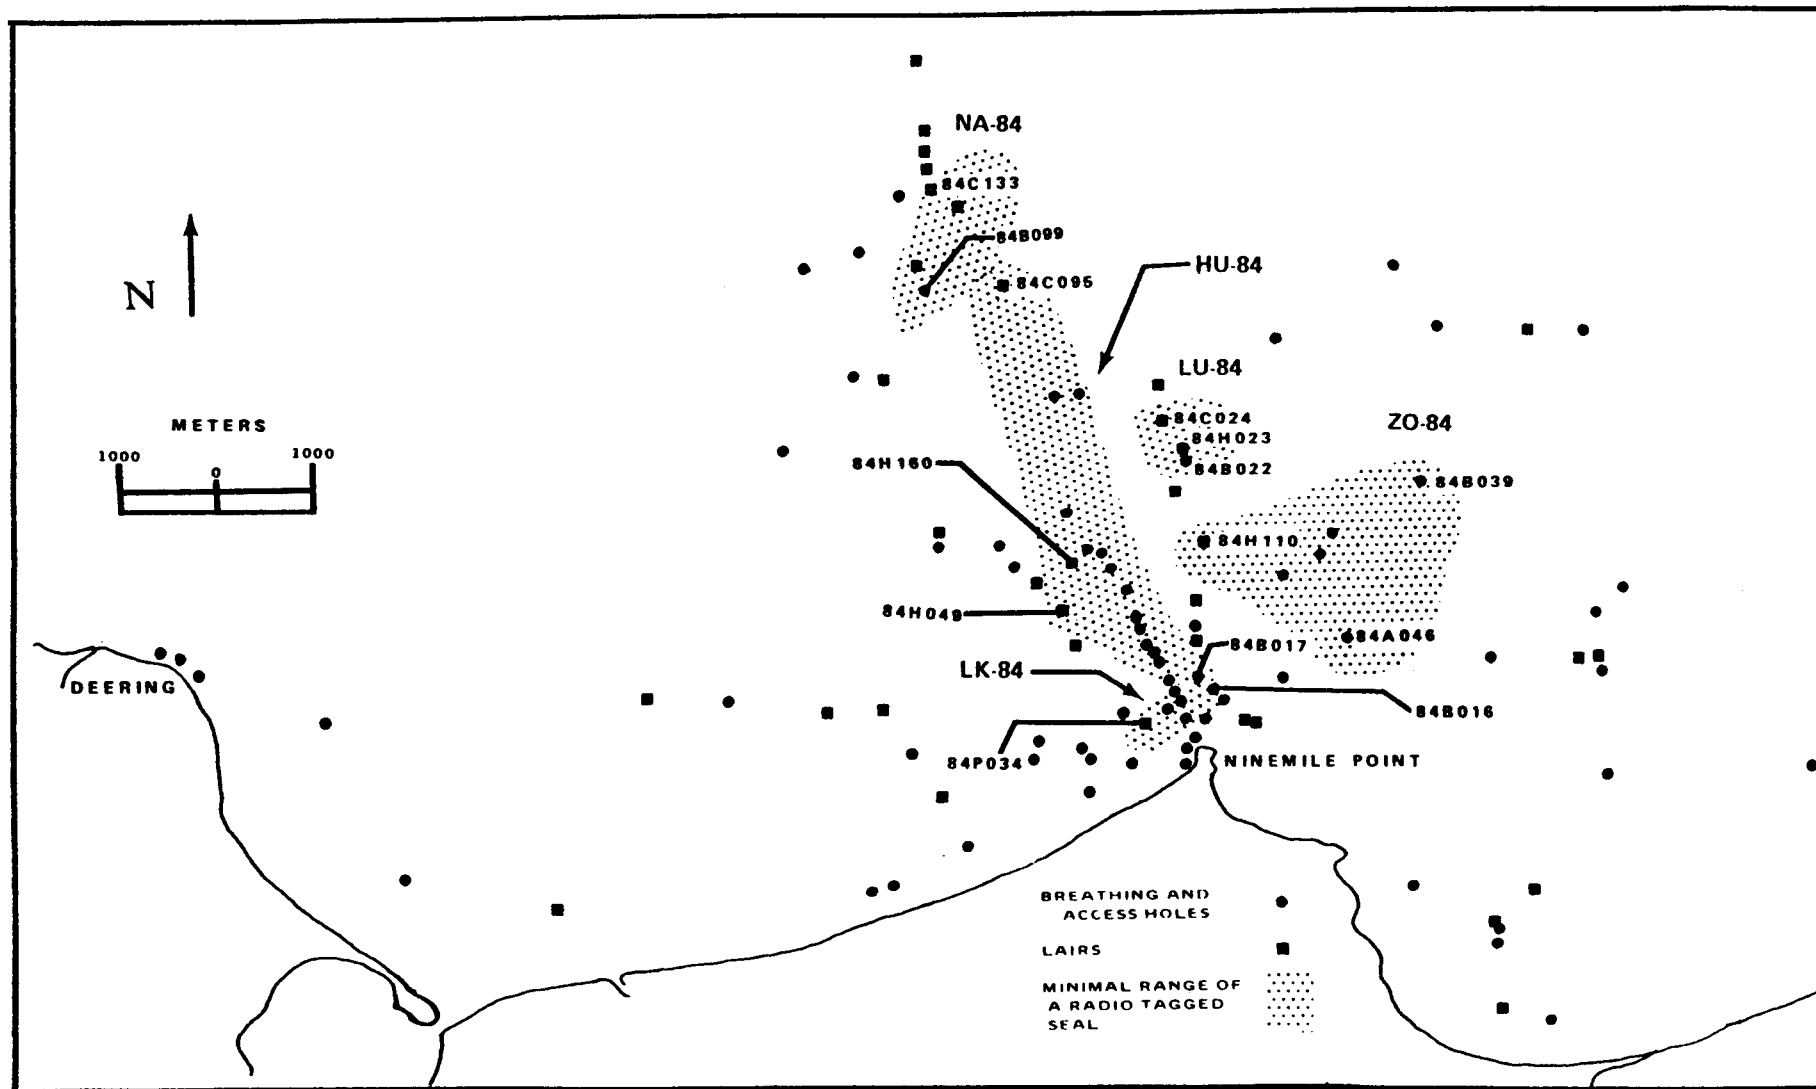 NA-84
84C133
84B099
HU-84
84C095
N
LU-84
84C024
84H023
84B022
ZO-84
METERS
1000 0 1000
84H160
84B039
84H110
84H049
84A046
84B017
LK-84
DEERING
84B016
84P034
NINEMILE POINT
BREATHING AND
ACCESS HOLES
LAIRS
MINIMAL RANGE OF
A RADIO TAGGED
SEAL